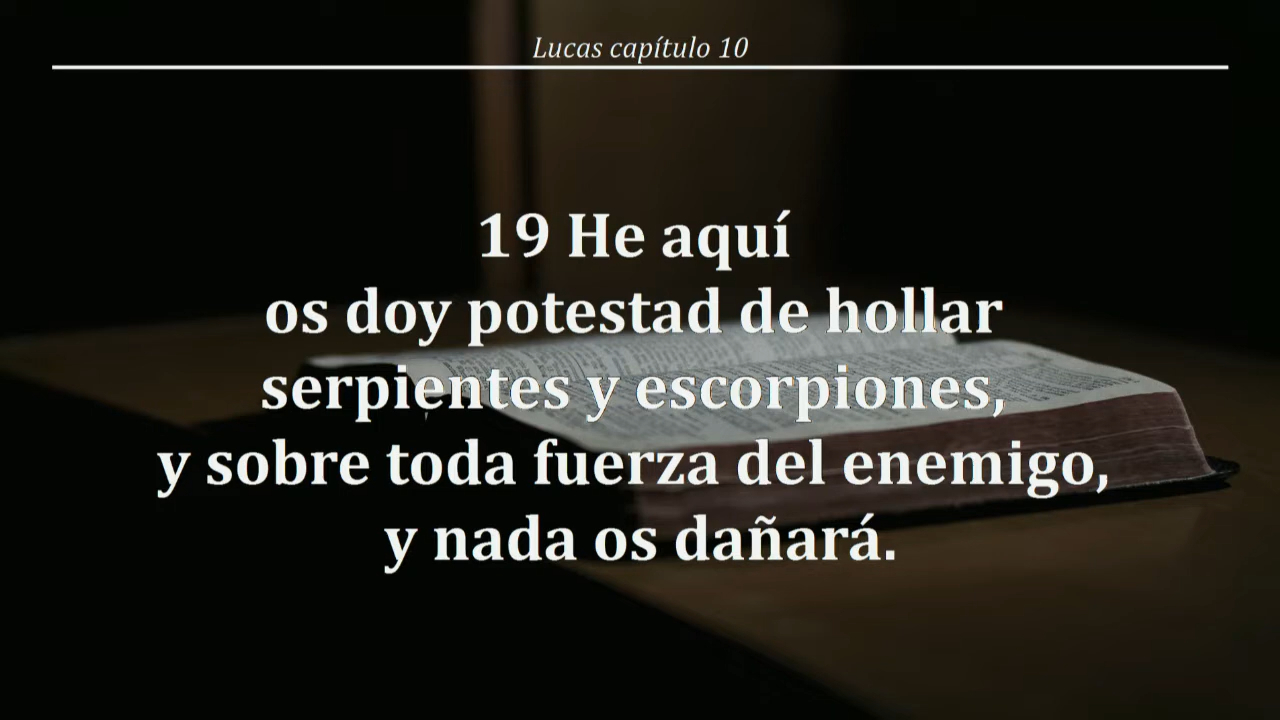 Lucas capítulo 10
19 He aquí
os doy potestad de hollar
serpientes y escorpiones,
y sobre toda fuerza del enemigo,
y nada os dañará.